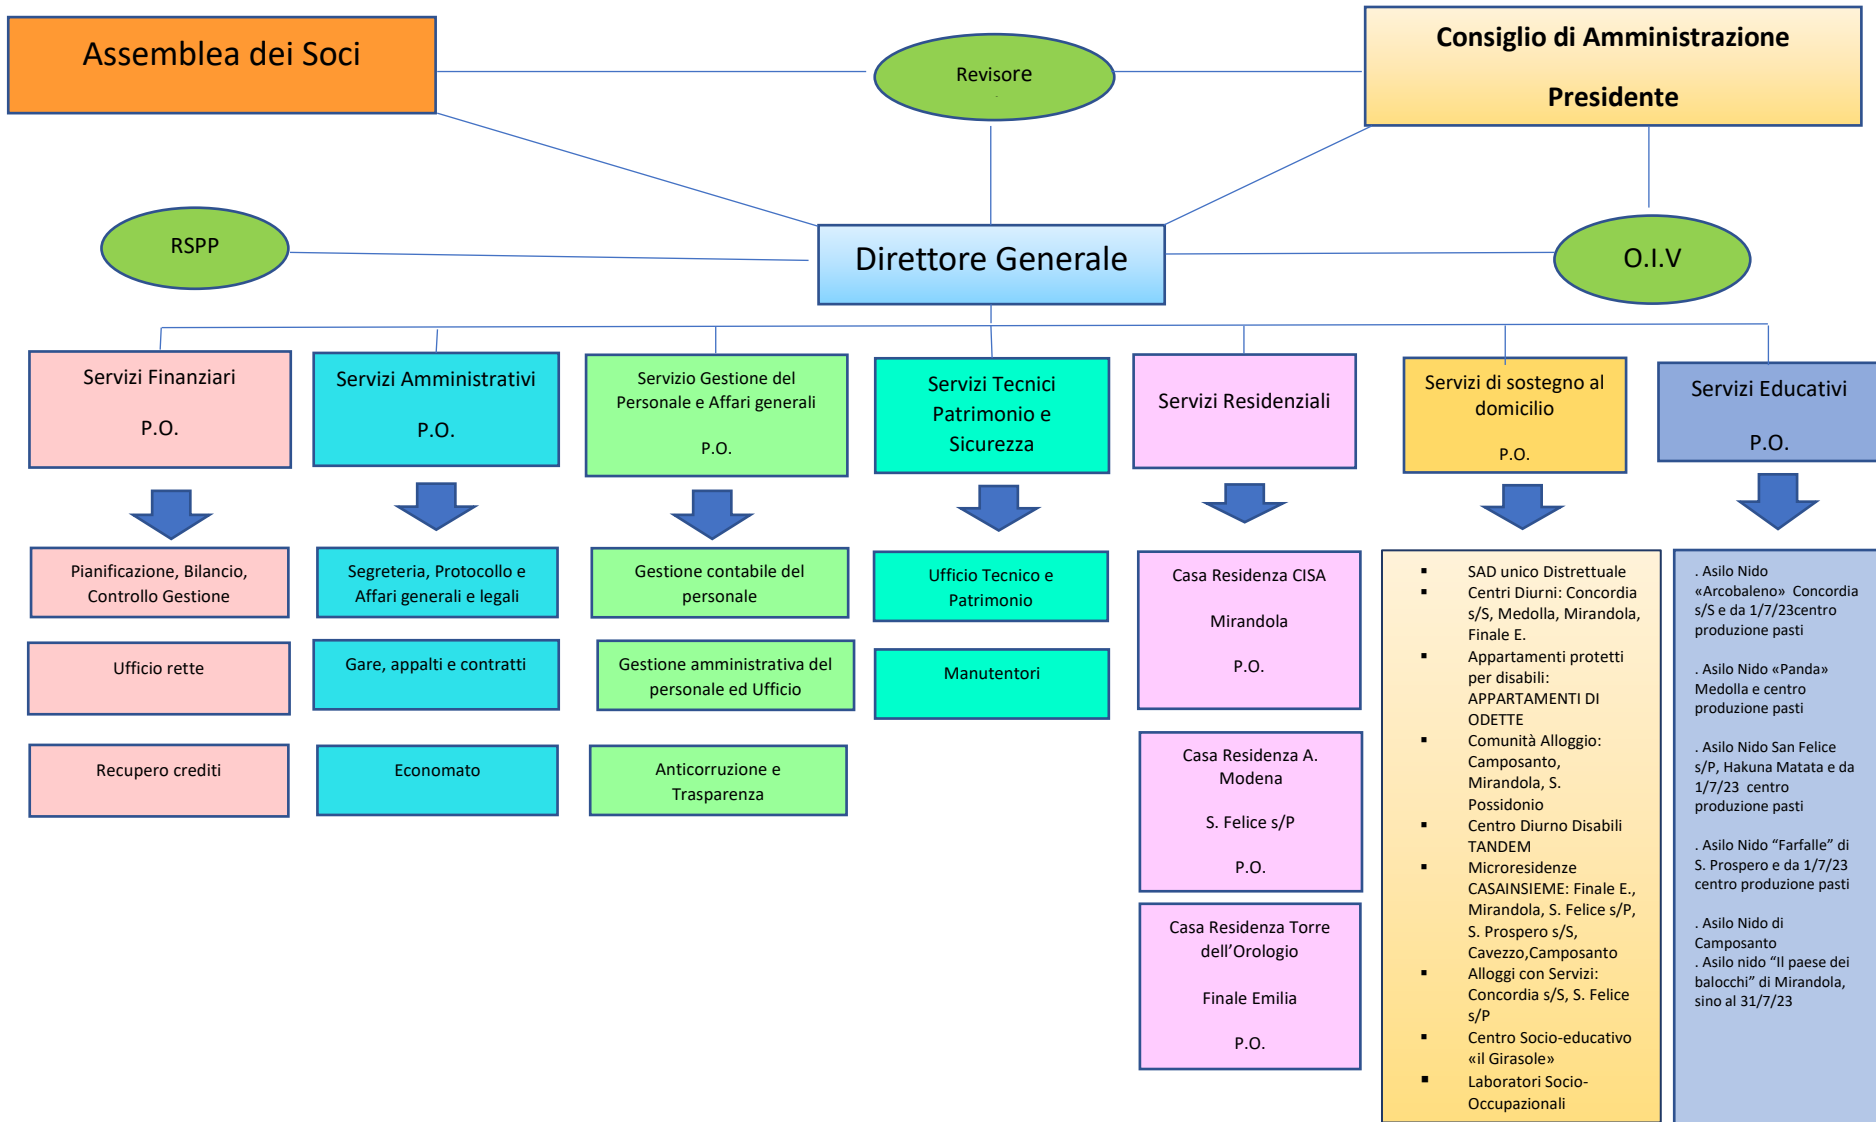 Assemblea dei Soci
Revisore
Consiglio di Amministrazione
Presidente
RSPP
Direttore Generale
O.I.V
Servizi Finanziari
P.O.
Servizi Amministrativi
P.O.
Servizio Gestione del
Personale e Affari generali
P.O.
Servizi Tecnici
Patrimonio e
Sicurezza
Servizi Residenziali
Servizi di sostegno al
domicilio
P.O.
Servizi Educativi
P.O.
Pianificazione, Bilancio,
Controllo Gestione
Ufficio rette
Recupero crediti
Segreteria, Protocollo e
Affari generali e legali
Gare, appalti e contratti
Economato
Gestione contabile del
personale
Gestione amministrativa del
personale ed Ufficio
Anticorruzione e
Trasparenza
Ufficio Tecnico e
Patrimonio
Manutentori
Casa Residenza CISA
Mirandola
P.O.
Casa Residenza A.
Modena
S. Felice s/P
P.O.
Casa Residenza Torre
dell’Orologio
Finale Emilia
P.O.
▪ SAD unico Distrettuale
▪ Centri Diurni: Concordia
s/S, Medolla, Mirandola,
Finale E.
▪ Appartamenti protetti
per disabili:
APPARTAMENTI DI
ODETTE
▪ Comunità Alloggio:
Camposanto,
Mirandola, S.
Possidonio
▪ Centro Diurno Disabili
TANDEM
▪ Microresidenze
CASAINSIEME: Finale E.,
Mirandola, S. Felice s/P,
S. Prospero s/S,
Cavezzo,Camposanto
▪ Alloggi con Servizi:
Concordia s/S, S. Felice
s/P
▪ Centro Socio-educativo
«il Girasole»
▪ Laboratori Socio-
Occupazionali
. Asilo Nido
«Arcobaleno» Concordia
s/S e da 1/7/23centro
produzione pasti
. Asilo Nido «Panda»
Medolla e centro
produzione pasti
. Asilo Nido San Felice
s/P, Hakuna Matata e da
1/7/23 centro
produzione pasti
. Asilo Nido “Farfalle” di
S. Prospero e da 1/7/23
centro produzione pasti
. Asilo Nido di
Camposanto
. Asilo nido “Il paese dei
balocchi” di Mirandola,
sino al 31/7/23